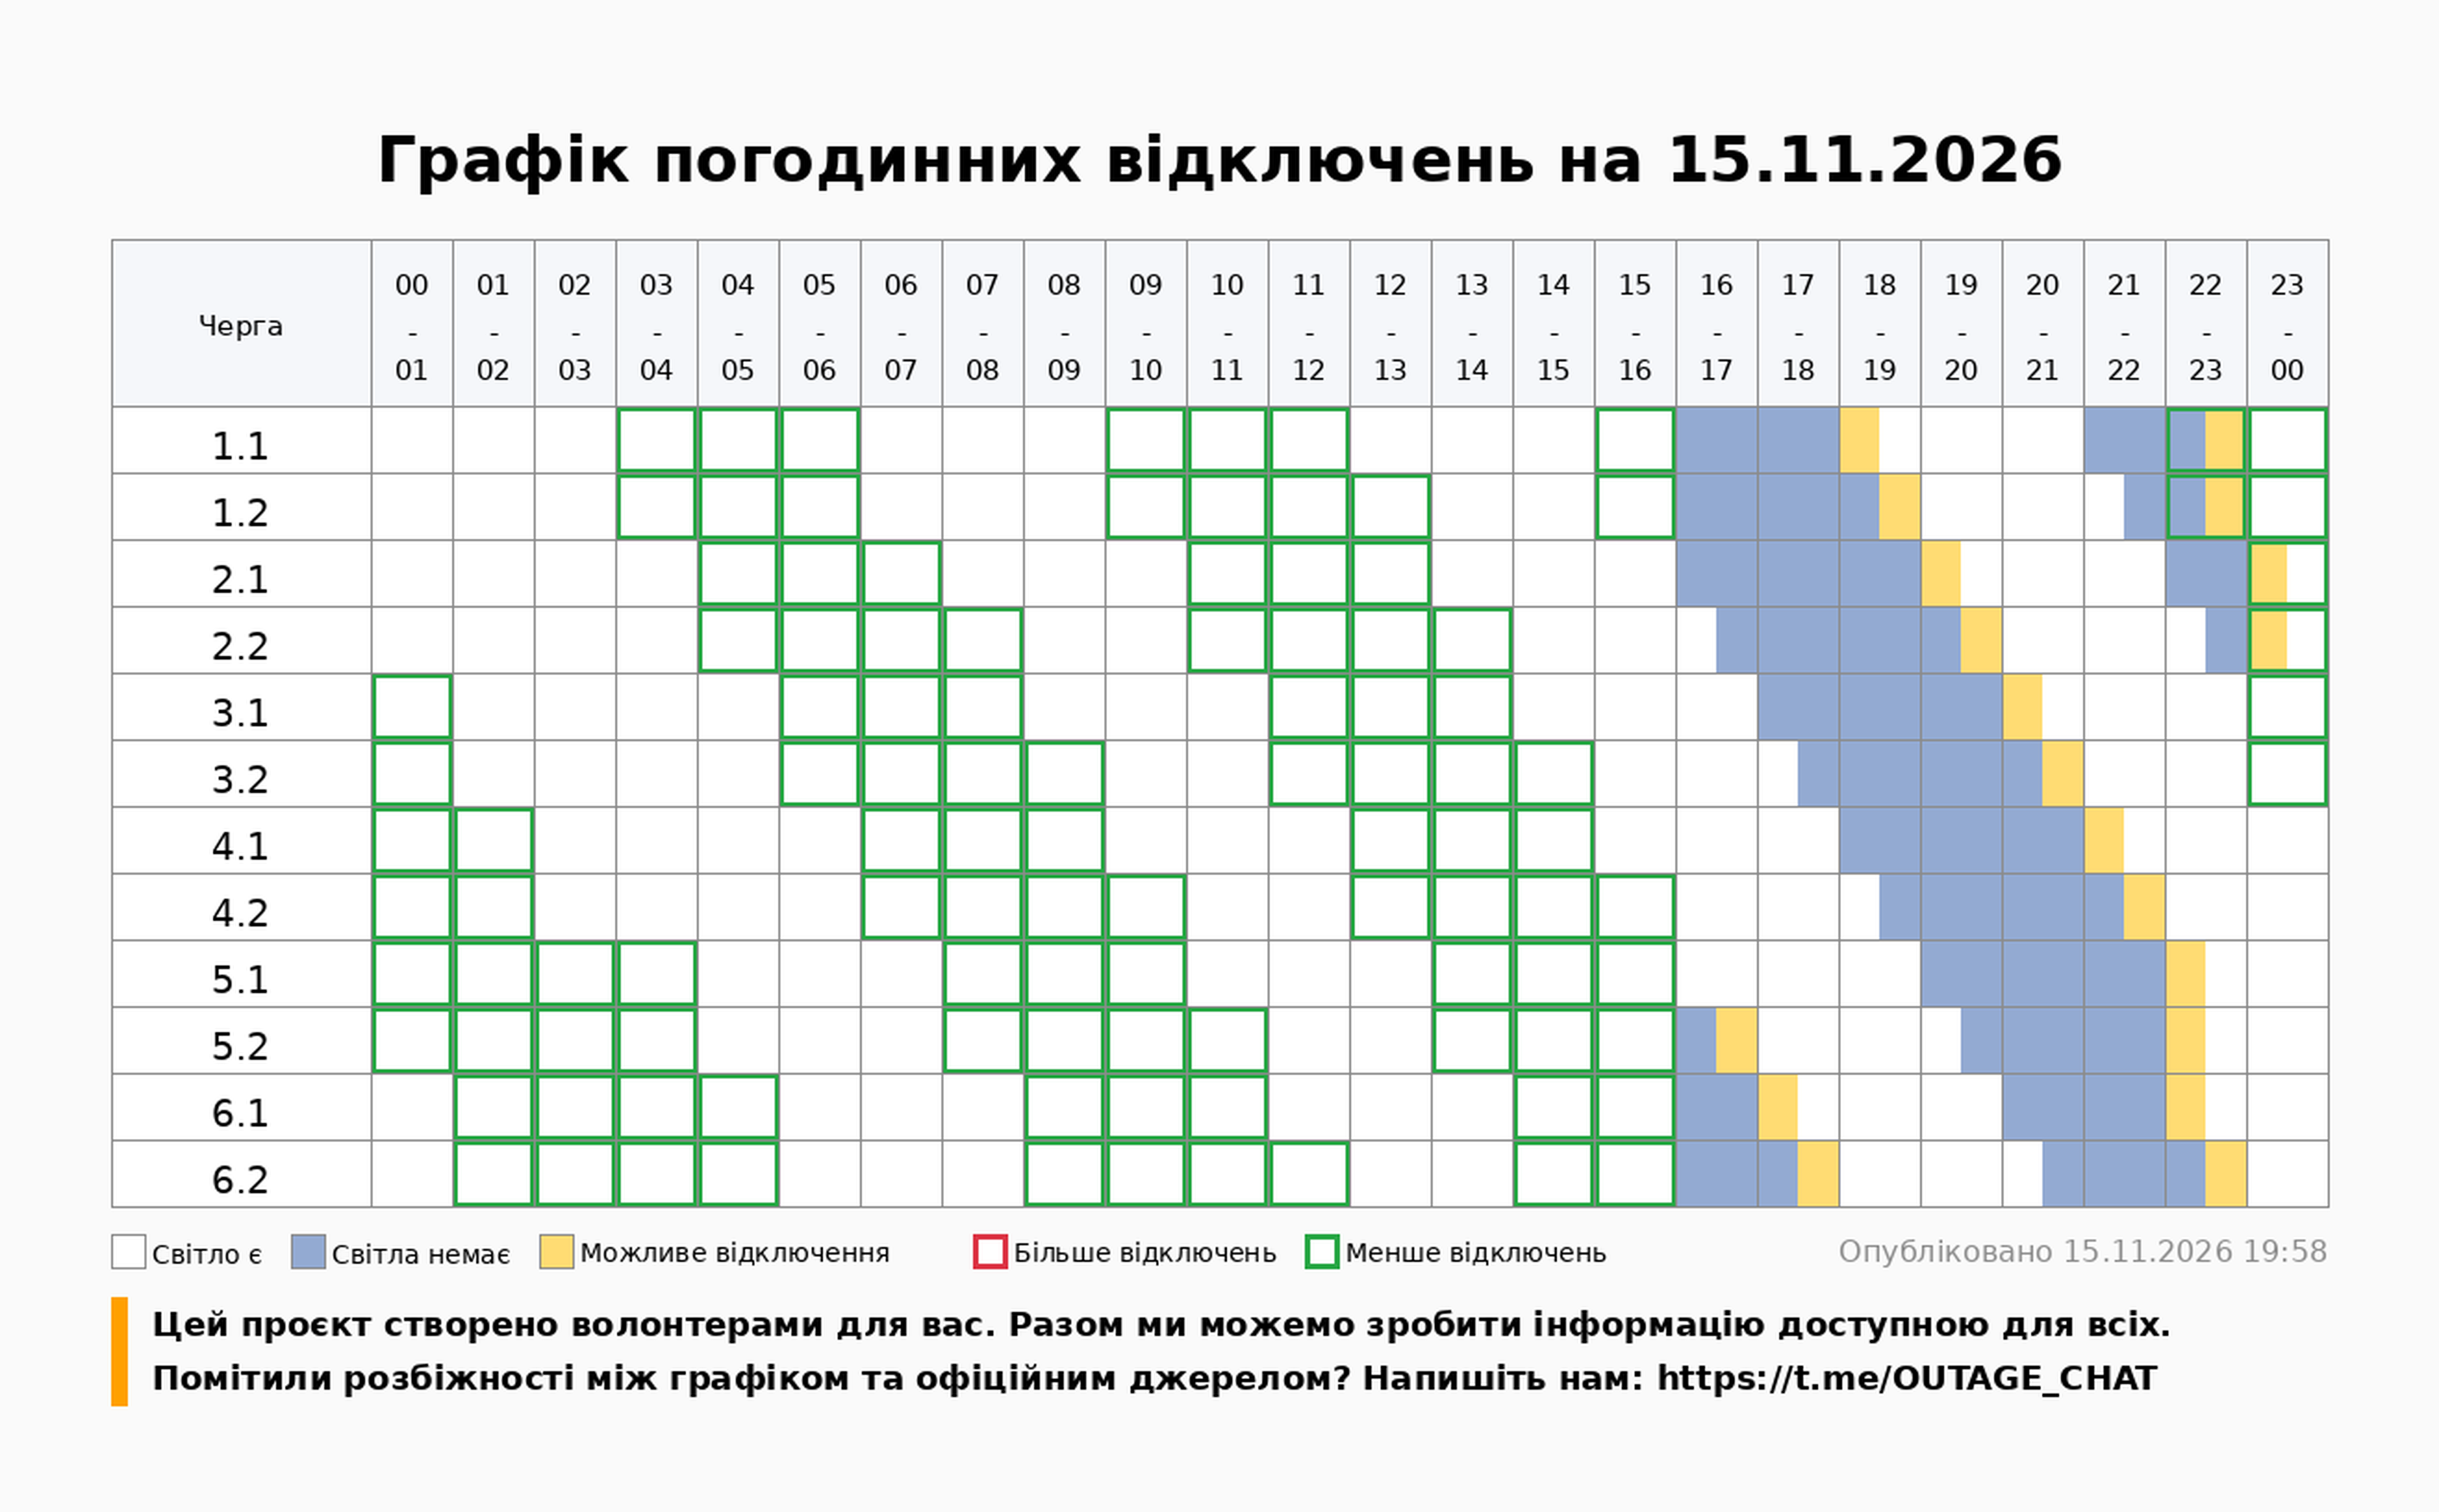 Графік погодинних відключень на 15.11.2026
Черга 00 - 01 01 - 02 02 - 03 03 - 04 04 - 05 05 - 06 06 - 07 07 - 08 08 - 09 09 - 10 10 - 11 11 - 12 12 - 13 13 - 14 14 - 15 15 - 16 16 - 17 17 - 18 18 - 19 19 - 20 20 - 21 21 - 22 22 - 23 23 - 00
1.1
1.2
2.1
2.2
3.1
3.2
4.1
4.2
5.1
5.2
6.1
6.2
Світло є Світла немає Можливе відключення Більше відключень Менше відключень Опубліковано 15.11.2026 19:58
Цей проєкт створено волонтерами для вас. Разом ми можемо зробити інформацію доступною для всіх.
Помітили розбіжності між графіком та офіційним джерелом? Напишіть нам: https://t.me/OUTAGE_CHAT